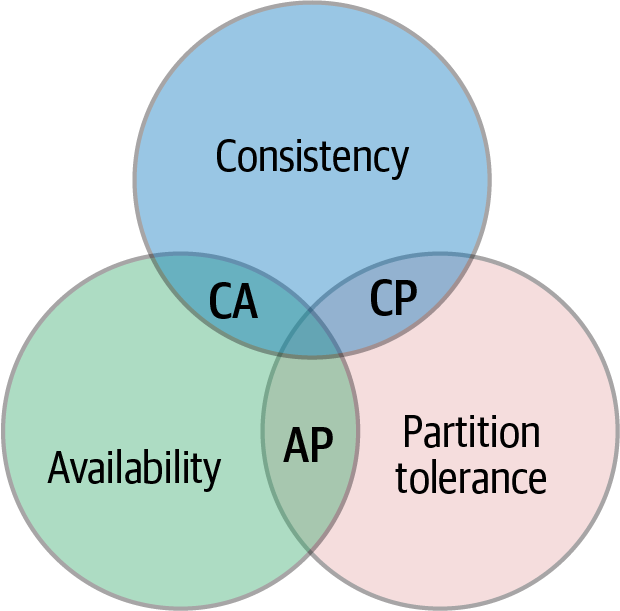 Consistency
CA
CP
AP
Availability
Partition
tolerance